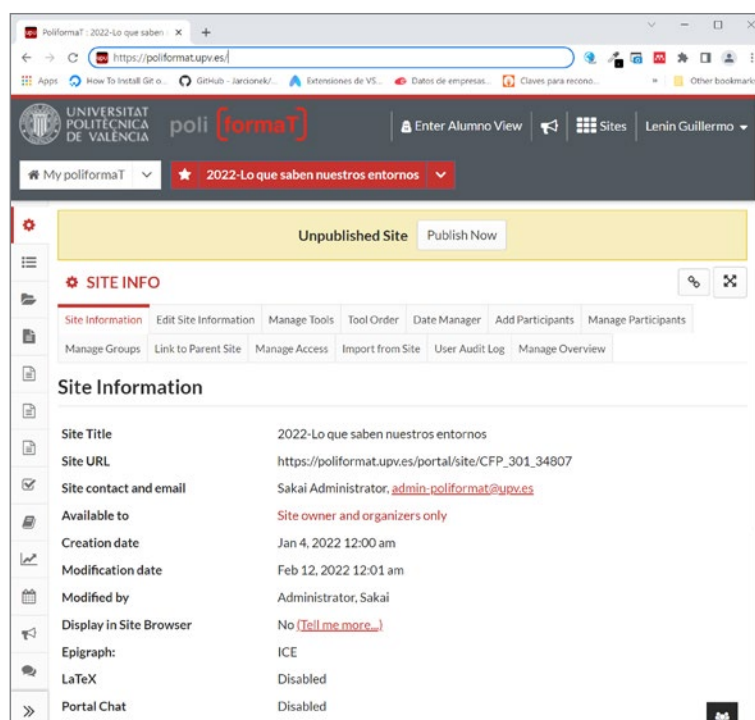 PoliformaT : 2022-Lo que saben
https://poliformat.upv.es/
Apps How To Install Git o... GitHub - Jarcionek/... Extensiones de VS... Datos de empresas... Claves para recono... » Other bookmarks
UNIVERSITAT
POLITÈCNICA
DE VALÈNCIA
poli [formaT]
Enter Alumno View Sites Lenin Guillermo
My poliformaT 2022-Lo que saben nuestros entornos
Unpublished Site Publish Now
SITE INFO
Site Information Edit Site Information Manage Tools Tool Order Date Manager Add Participants Manage Participants
Manage Groups Link to Parent Site Manage Access Import from Site User Audit Log Manage Overview
Site Information
Site Title 2022-Lo que saben nuestros entornos
Site URL https://poliformat.upv.es/portal/site/CFP_301_34807
Site contact and email Sakai Administrator, admin-poliformat@upv.es
Available to Site owner and organizers only
Creation date Jan 4, 2022 12:00 am
Modification date Feb 12, 2022 12:01 am
Modified by Administrator, Sakai
Display in Site Browser No (Tell me more...)
Epigraph: ICE
LaTeX Disabled
Portal Chat Disabled